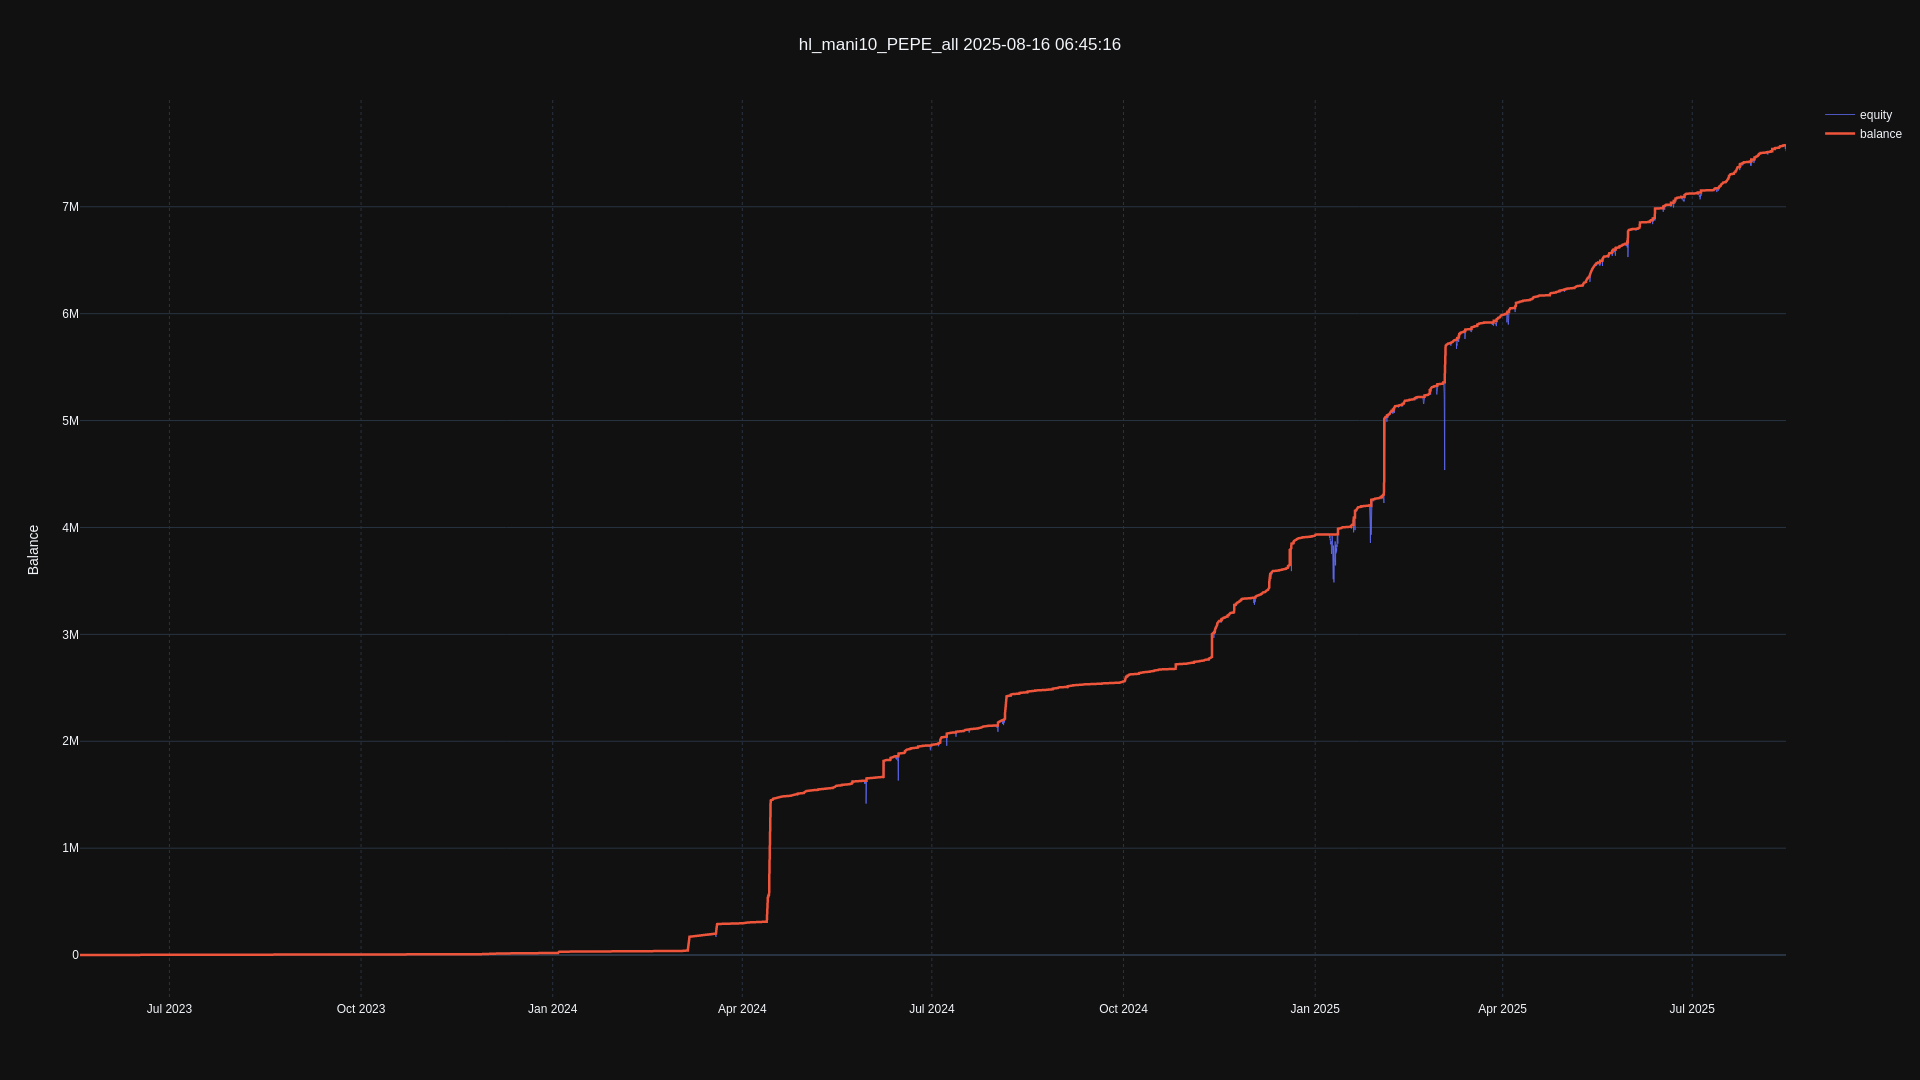 hl_mani10_PEPE_all 2025-08-16 06:45:16
equity
balance
7M
6M
5M
4M
3M
2M
1M
0
Balance
Jul 2023
Oct 2023
Jan 2024
Apr 2024
Jul 2024
Oct 2024
Jan 2025
Apr 2025
Jul 2025